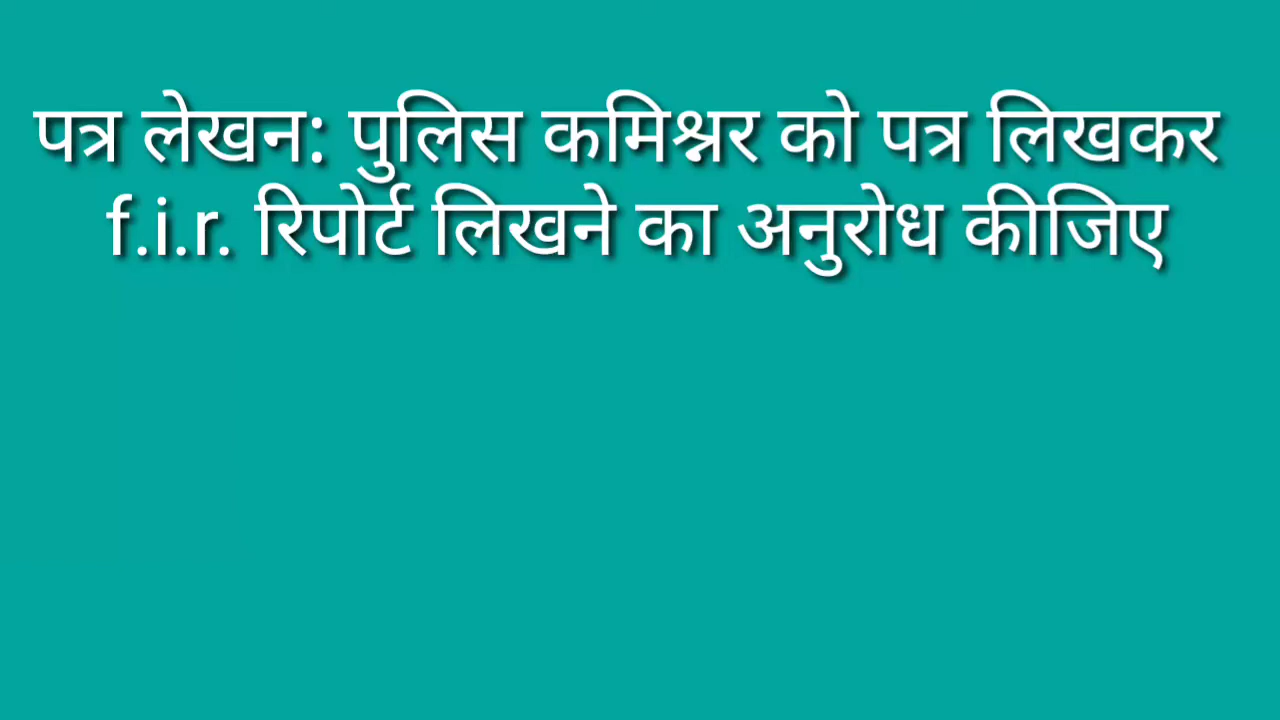 पत्र लेखन: पुलिस कमिश्नर को पत्र लिखकर
f.i.r. रिपोर्ट लिखने का अनुरोध कीजिए